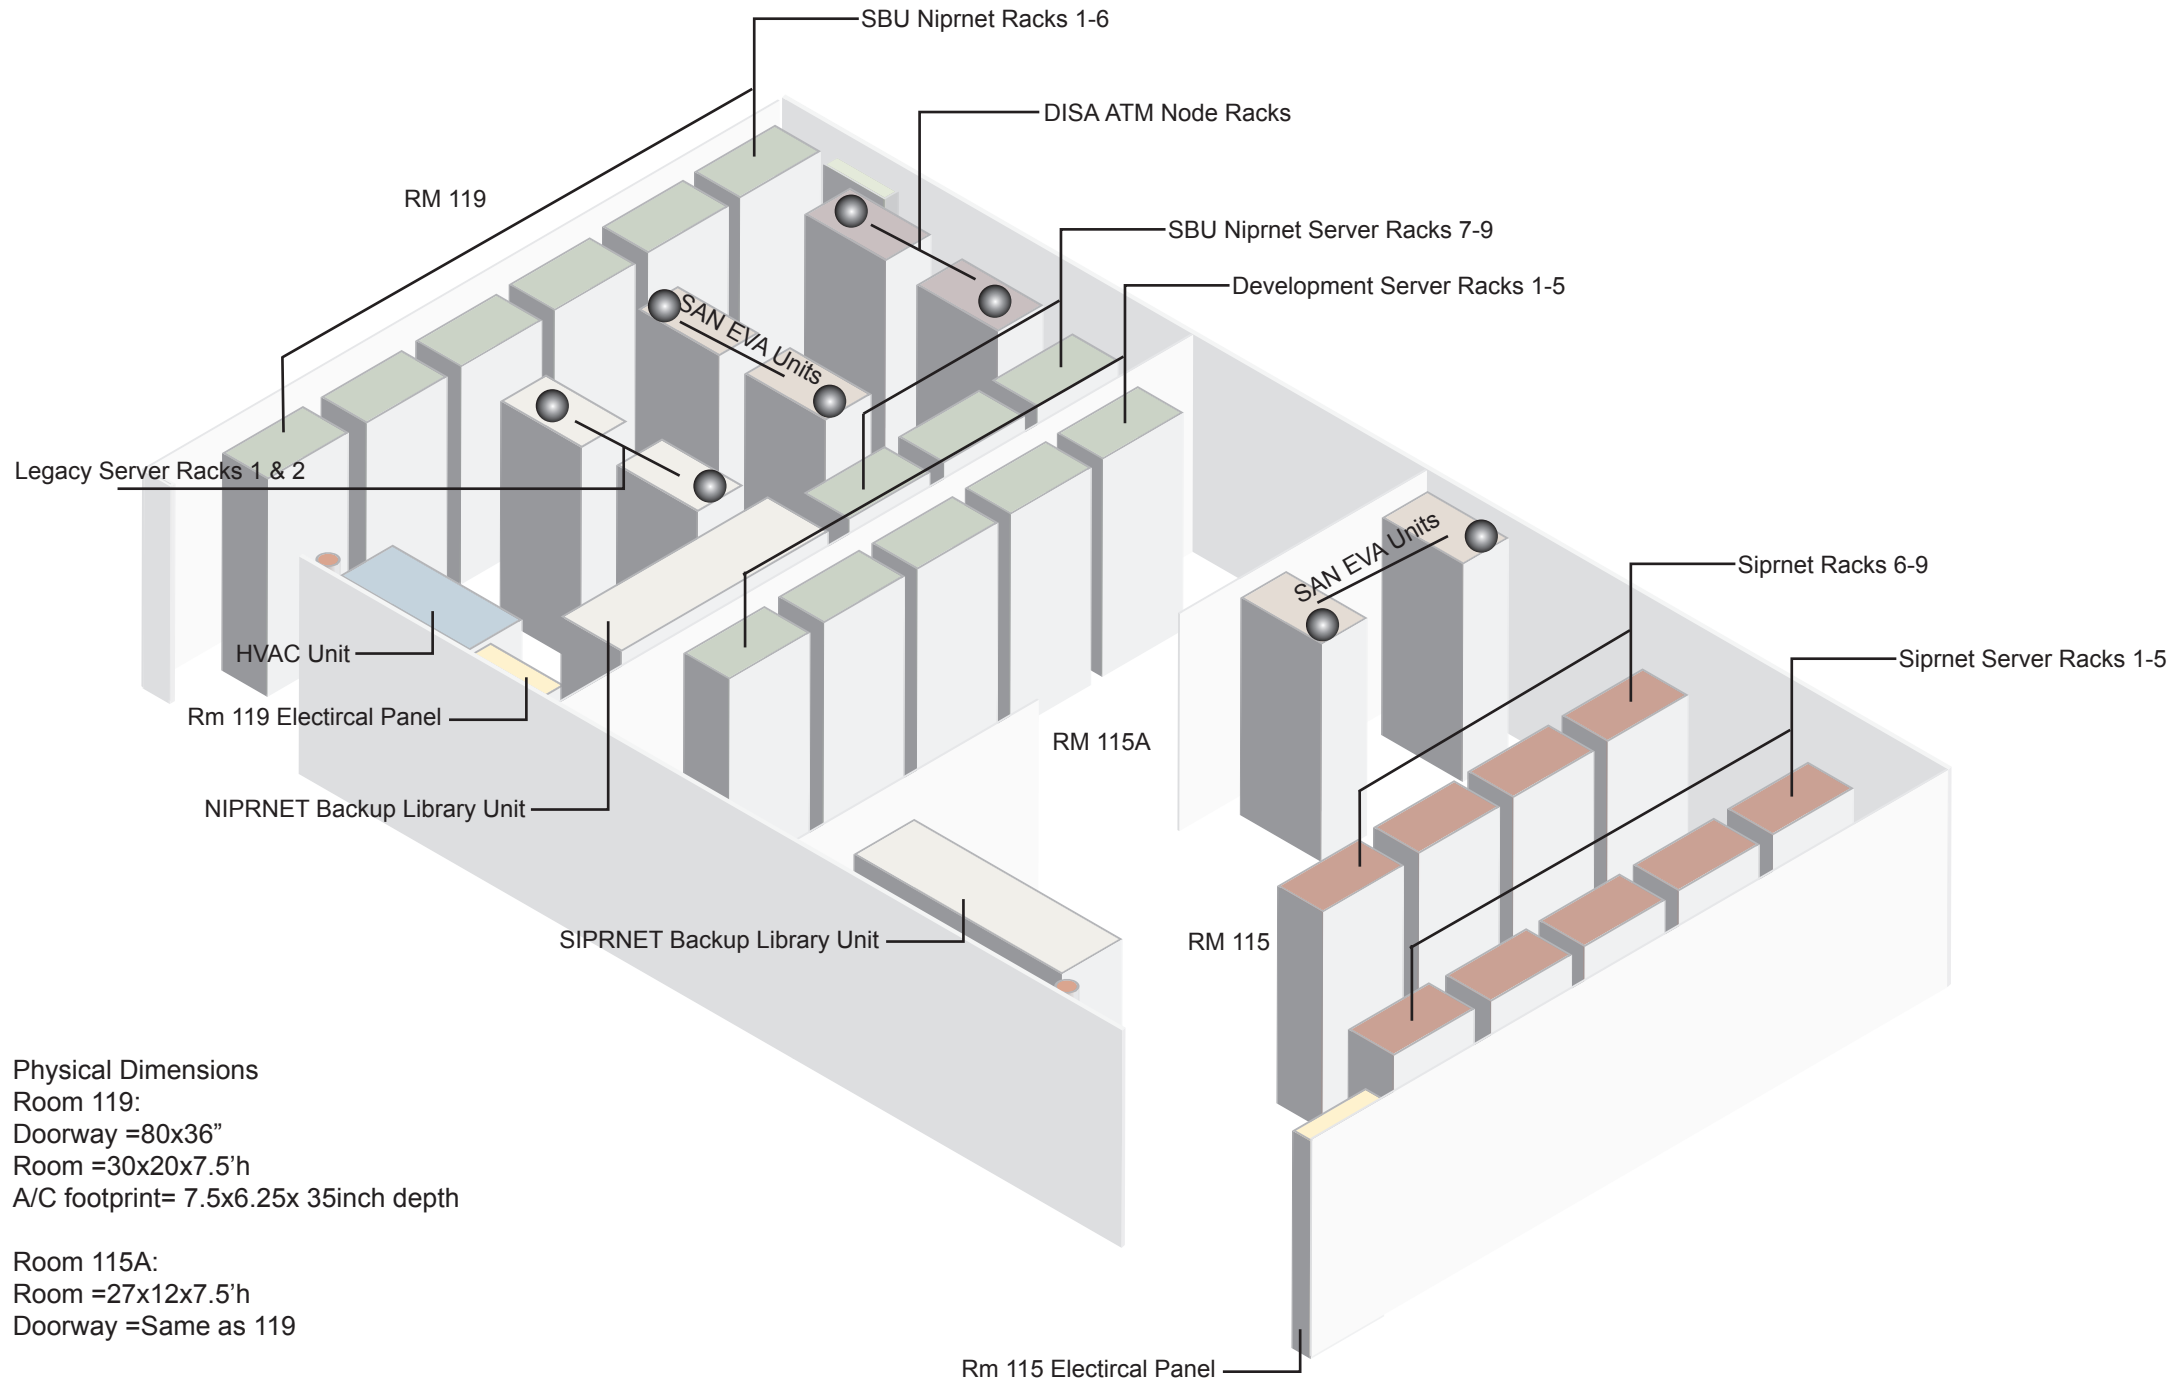 SBU Niprnet Racks 1-6
DISA ATM Node Racks
RM 119
SBU Niprnet Server Racks 7-9
Development Server Racks 1-5
SAN EVA Units
Legacy Server Racks 1 & 2
SAN EVA Units
Siprnet Racks 6-9
HVAC Unit
Siprnet Server Racks 1-5
Rm 119 Electircal Panel
RM 115A
NIPRNET Backup Library Unit
SIPRNET Backup Library Unit
RM 115
Physical Dimensions
Room 119:
Doorway =80x36”
Room =30x20x7.5’h
A/C footprint= 7.5x6.25x 35inch depth
Room 115A:
Room =27x12x7.5’h
Doorway =Same as 119
Rm 115 Electircal Panel